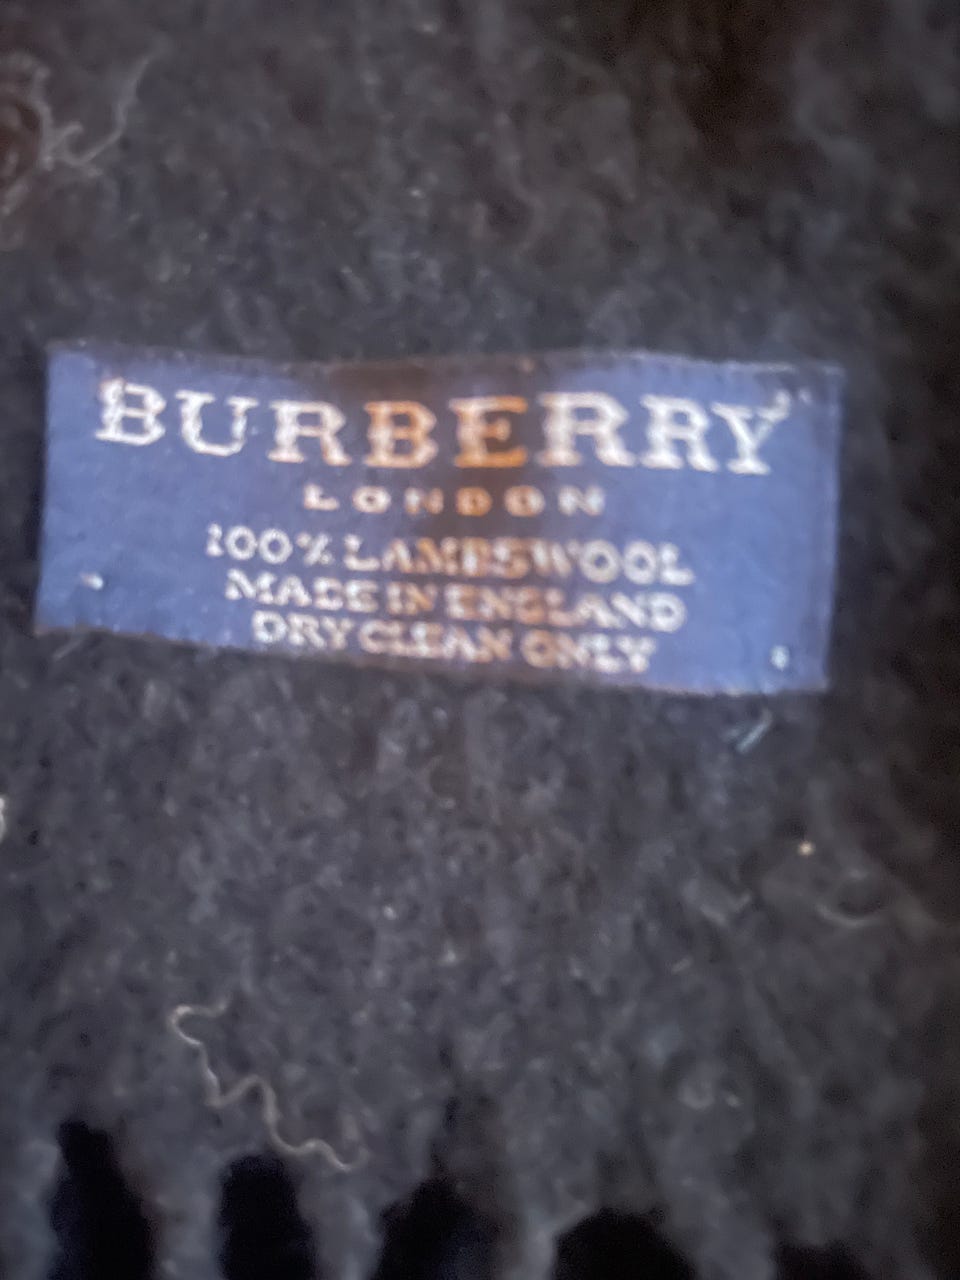 BURBERRY
LONDON
100% LAMBSWOOL
MADE IN ENGLAND
DRY CLEAN ONLY